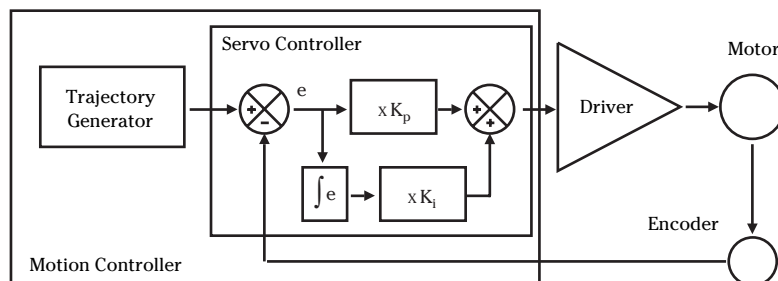 Servo Controller
Motor
Trajectory
Generator
e
+
-
x Kp
+
+
Driver
∫ e
x Ki
Encoder
Motion Controller